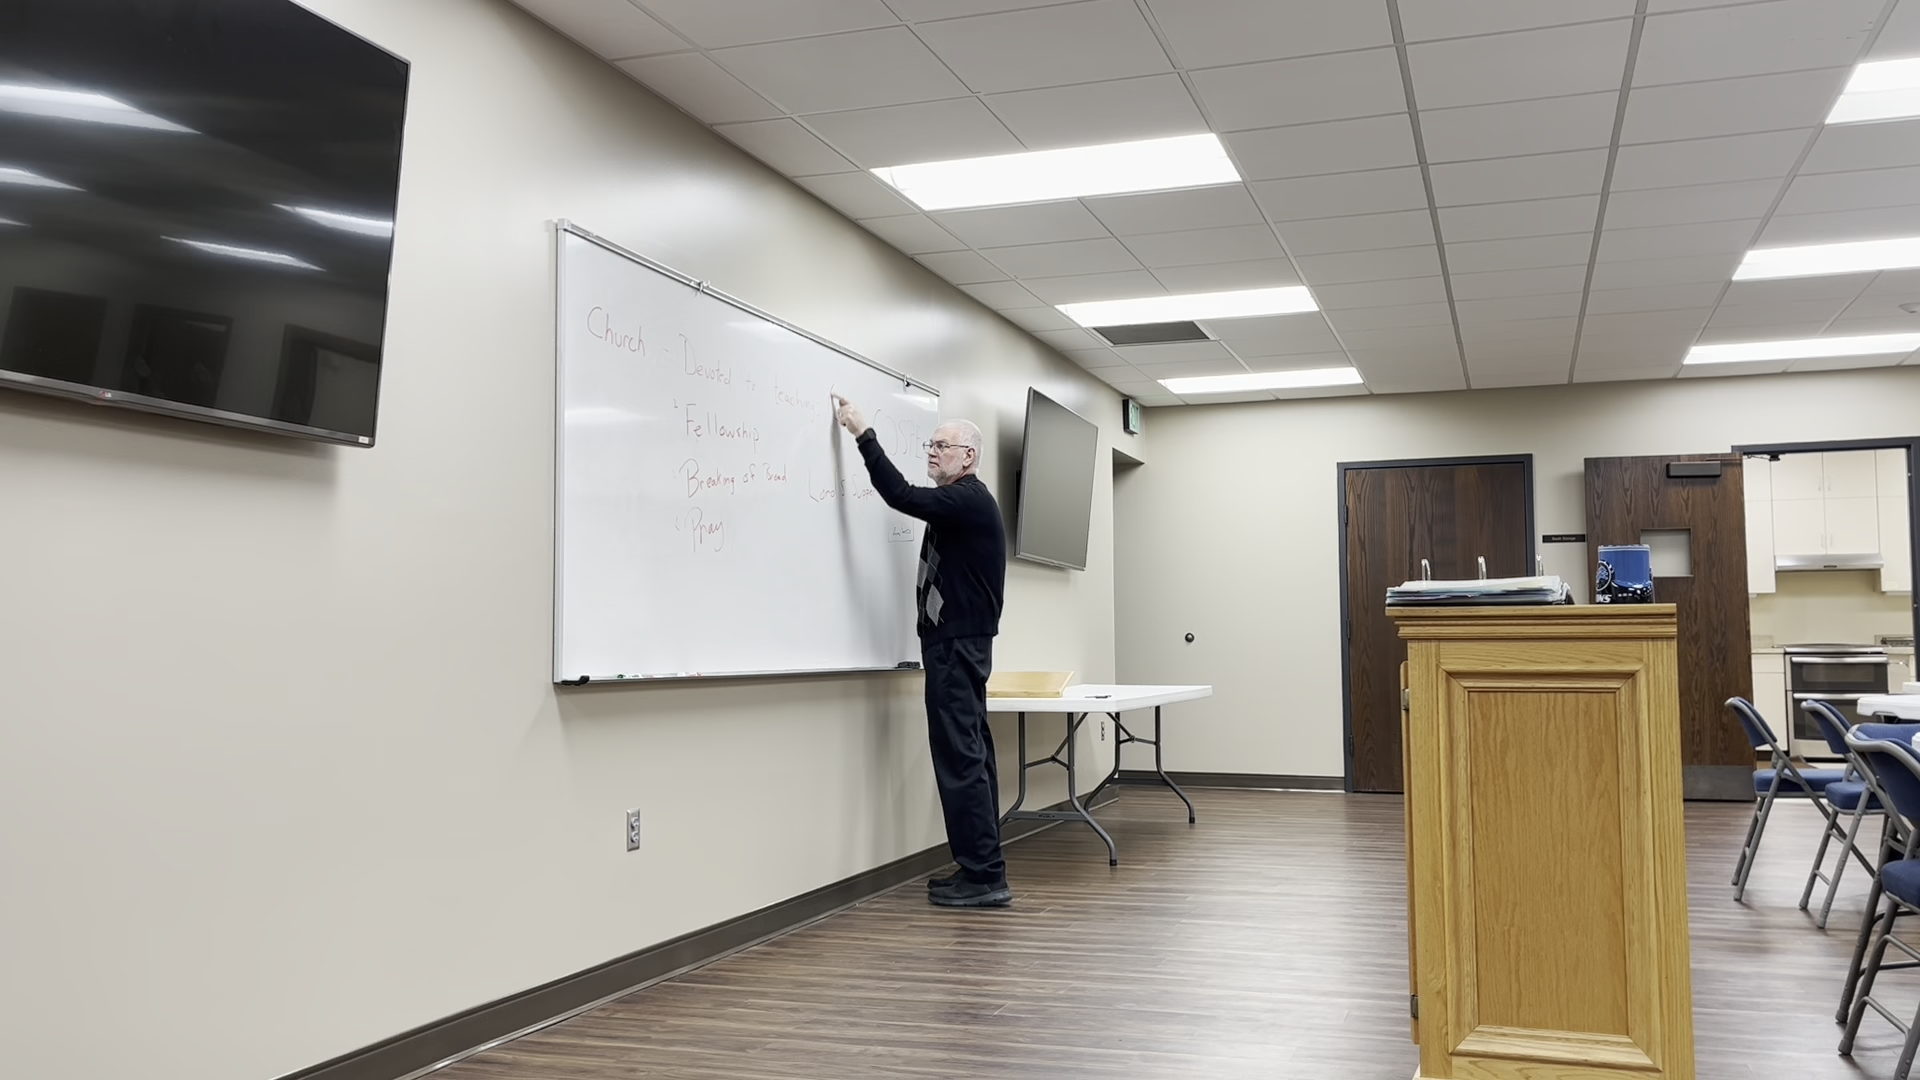 Church - Devoted to teaching
Fellowship
Breaking of Bread Lord's Supper
Pray